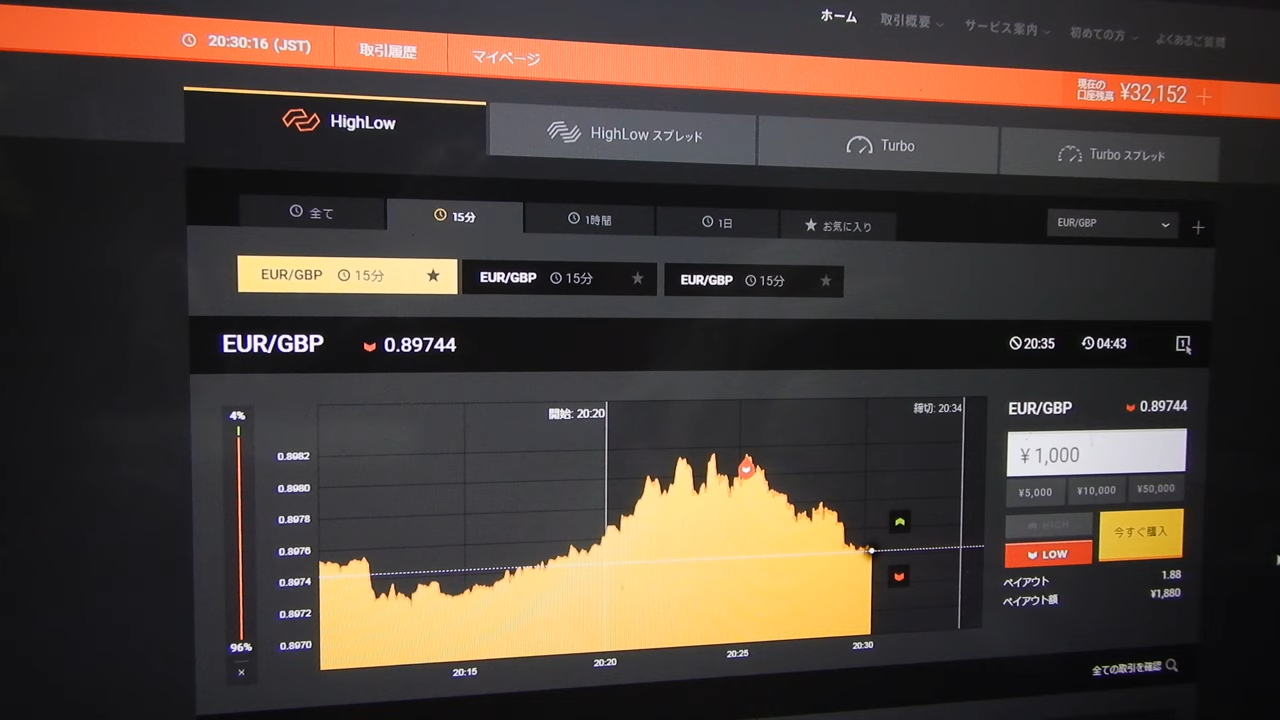 ホーム 取引概要 サービス案内 初めての方 よくあるご質問
20:30:16 (JST) 取引履歴 マイページ
現在の
口座残高 ¥32,152
HighLow HighLow スプレッド Turbo Turbo スプレッド
全て 15分 1時間 1日 お気に入り EUR/GBP
EUR/GBP 15分 EUR/GBP 15分 EUR/GBP 15分
EUR/GBP 0.89744 20:35 04:43 1
4% 開始: 20:20 締切: 20:34
EUR/GBP 0.89744
¥ 1,000
¥5,000 ¥10,000 ¥50,000
HIGH
LOW
今すぐ購入
ペイアウト 1.88
ペイアウト額 ¥1,880
0.8982
0.8980
0.8978
0.8976
0.8974
0.8972
0.8970
96%
20:15 20:20 20:25 20:30
全ての取引を確認